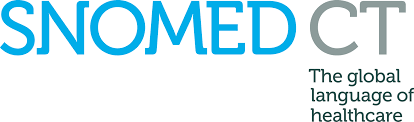 SNOMED CT
The global
language of
healthcare